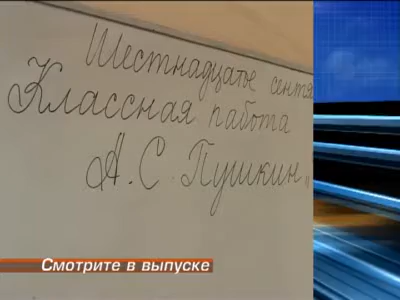 Шестнадцатое сентя
Классная работа
А. С. Пушкин „
Смотрите в выпуске